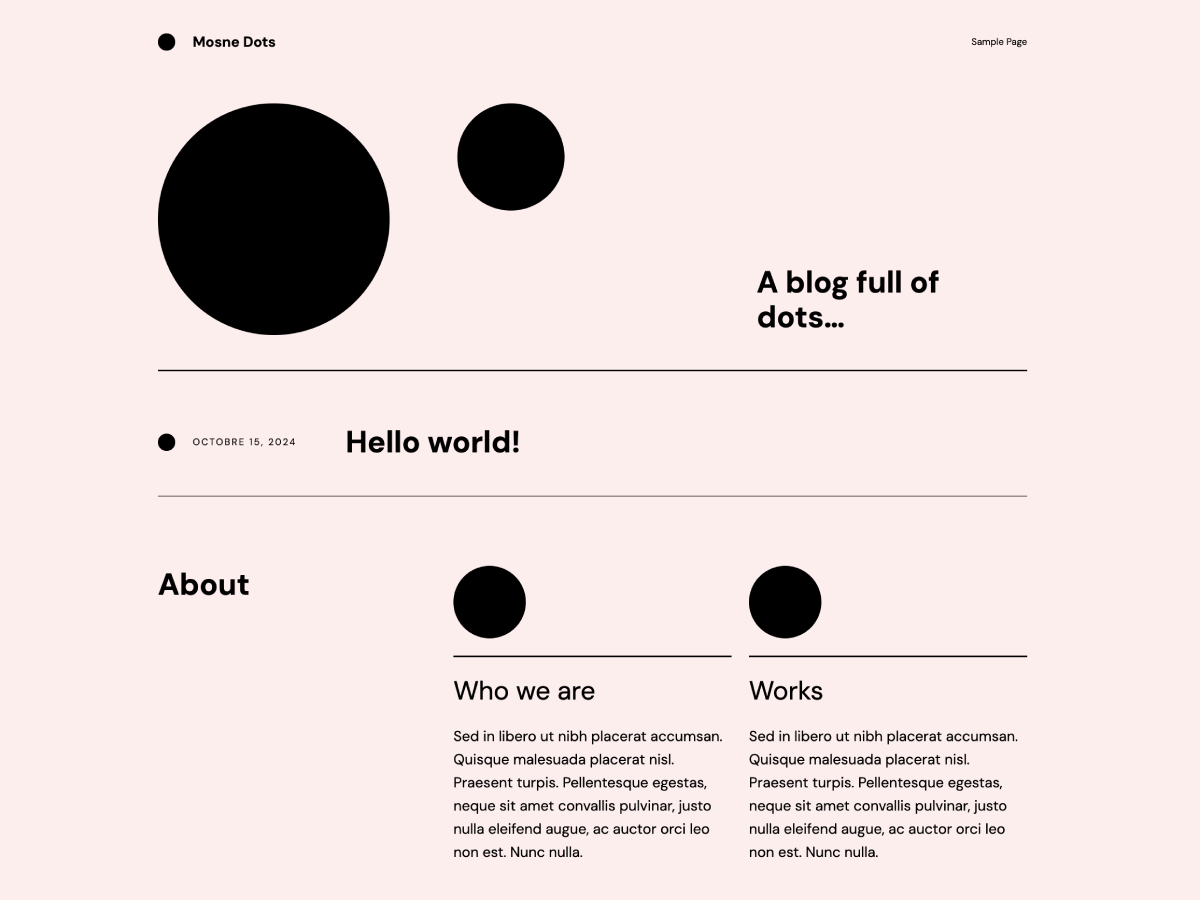 Mosne Dots
Sample Page
A blog full of
dots…
OCTOBRE 15, 2024
Hello world!
About
Who we are
Sed in libero ut nibh placerat accumsan.
Quisque malesuada placerat nisl.
Praesent turpis. Pellentesque egestas,
neque sit amet convallis pulvinar, justo
nulla eleifend augue, ac auctor orci leo
non est. Nunc nulla.
Works
Sed in libero ut nibh placerat accumsan.
Quisque malesuada placerat nisl.
Praesent turpis. Pellentesque egestas,
neque sit amet convallis pulvinar, justo
nulla eleifend augue, ac auctor orci leo
non est. Nunc nulla.